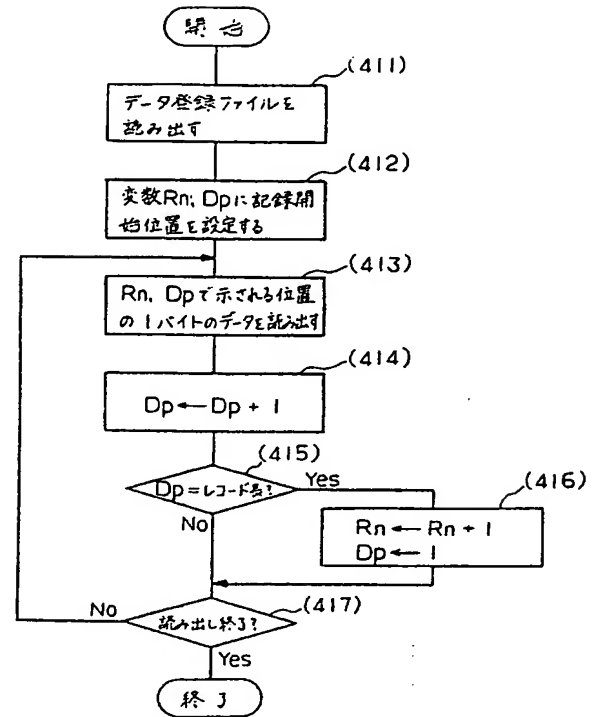 開始
(411)
データ登録ファイルを
読み出す
(412)
変数Rn, Dpに記録開
始位置を設定する
(413)
Rn, Dpで示される位置
の1バイトのデータを読み出す
(414)
Dp ← Dp + 1
(415)
Dp=レコード長?
Yes
(416)
No
Rn ← Rn + 1
Dp ← 1
No
(417)
読み出し終了?
Yes
終了